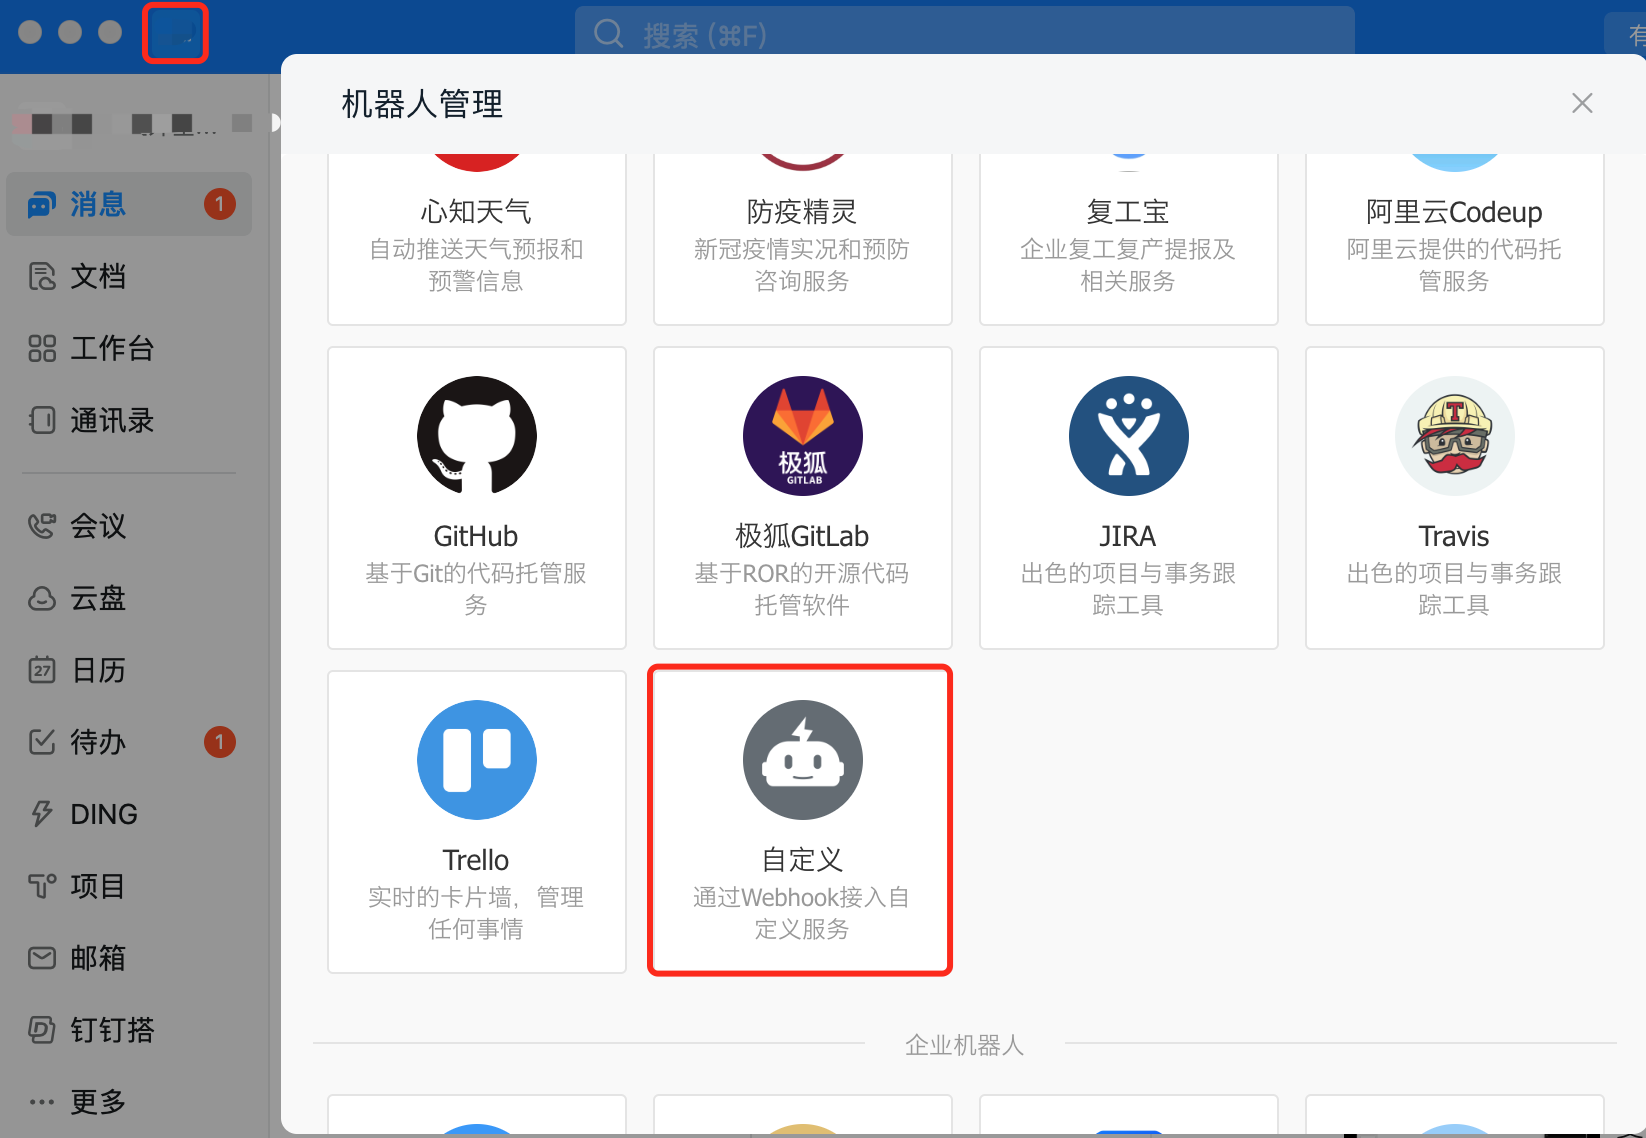 搜索 (⌘F)
有
机器人管理
消息
1
文档
工作台
通讯录
会议
云盘
27
日历
待办
1
DING
项目
邮箱
钉钉搭
更多
心知天气
自动推送天气预报和
预警信息
防疫精灵
新冠疫情实况和预防
咨询服务
复工宝
企业复工复产提报及
相关服务
阿里云Codeup
阿里云提供的代码托
管服务
GitHub
基于Git的代码托管服
务
极狐
GITLAB
极狐GitLab
基于ROR的开源代码
托管软件
JIRA
出色的项目与事务跟
踪工具
T
Travis
出色的项目与事务跟
踪工具
Trello
实时的卡片墙，管理
任何事情
自定义
通过Webhook接入自
定义服务
企业机器人